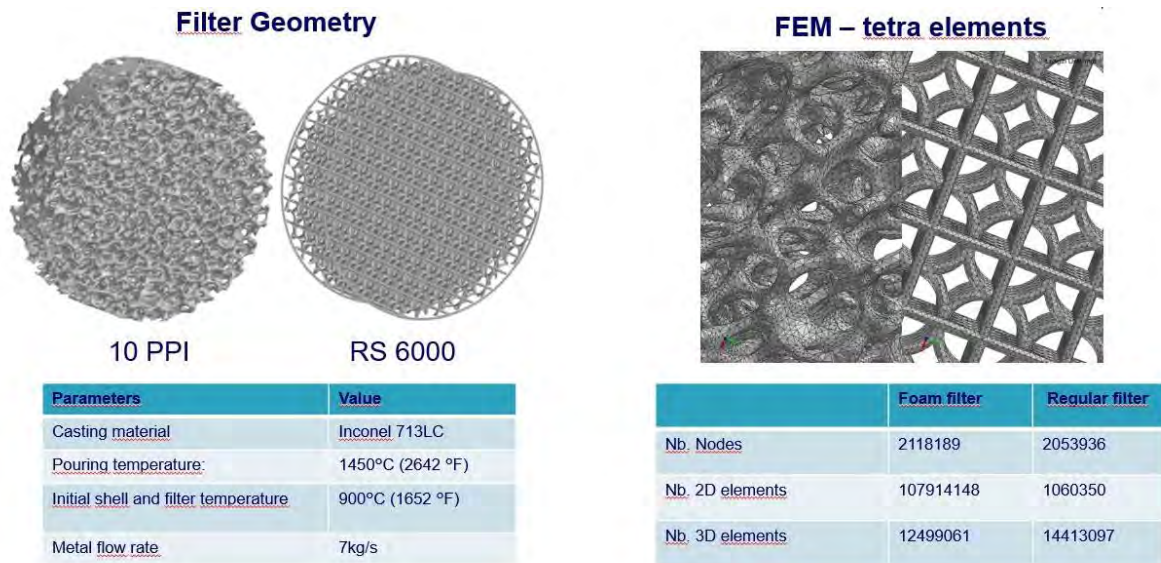 Filter Geometry
10 PPI
RS 6000
Parameters Value
Casting material Inconel 713LC
Pouring temperature: 1450°C (2642 °F)
Initial shell and filter temperature 900°C (1652 °F)
Metal flow rate 7kg/s
FEM – tetra elements
Foam filter Regular filter
Nb. Nodes 2118189 2053936
Nb. 2D elements 107914148 1060350
Nb. 3D elements 12499061 14413097